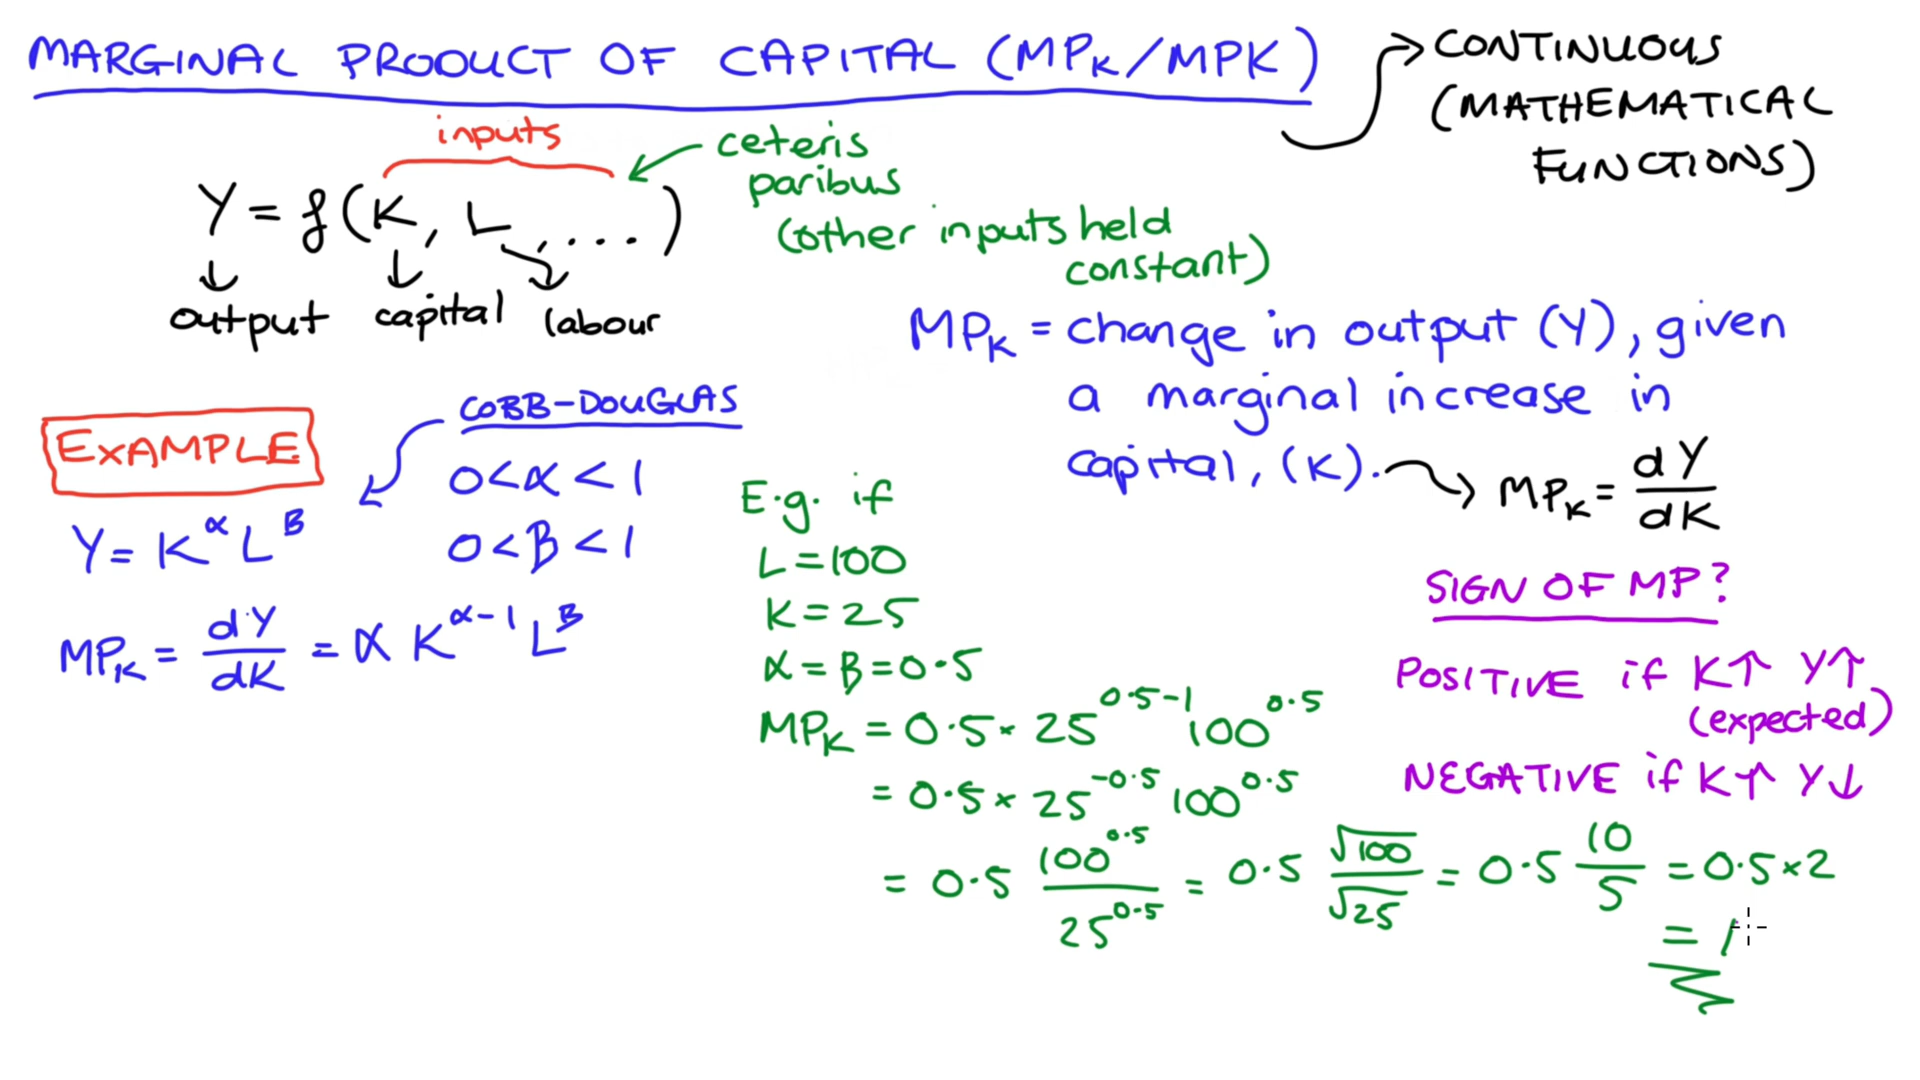 MARGINAL PRODUCT OF CAPITAL (MPK/MPK)
CONTINUOUS
(MATHEMATICAL
FUNCTIONS)
inputs
ceteris
paribus
(other inputs held
constant)
Y = f(K, L, ....)
output capital labour
MPK = change in output (Y), given
a marginal increase in
capital, (K).
MPK = dY/dK
EXAMPLE
COBB-DOUGLAS
0<α<1
0<B<1
Y = K^α L^B
MPK = dY/dK = α K^(α-1) L^B
E.g. if
L = 100
K = 25
α = B = 0.5
MPK = 0.5 × 25^(0.5-1) 100^0.5
= 0.5 × 25^(-0.5) 100^0.5
= 0.5 100^0.5/25^0.5 = 0.5 √100/√25 = 0.5 10/5 = 0.5 × 2
= 1
SIGN OF MP?
POSITIVE if K↑ Y↑
(expected)
NEGATIVE if K↑ Y↓